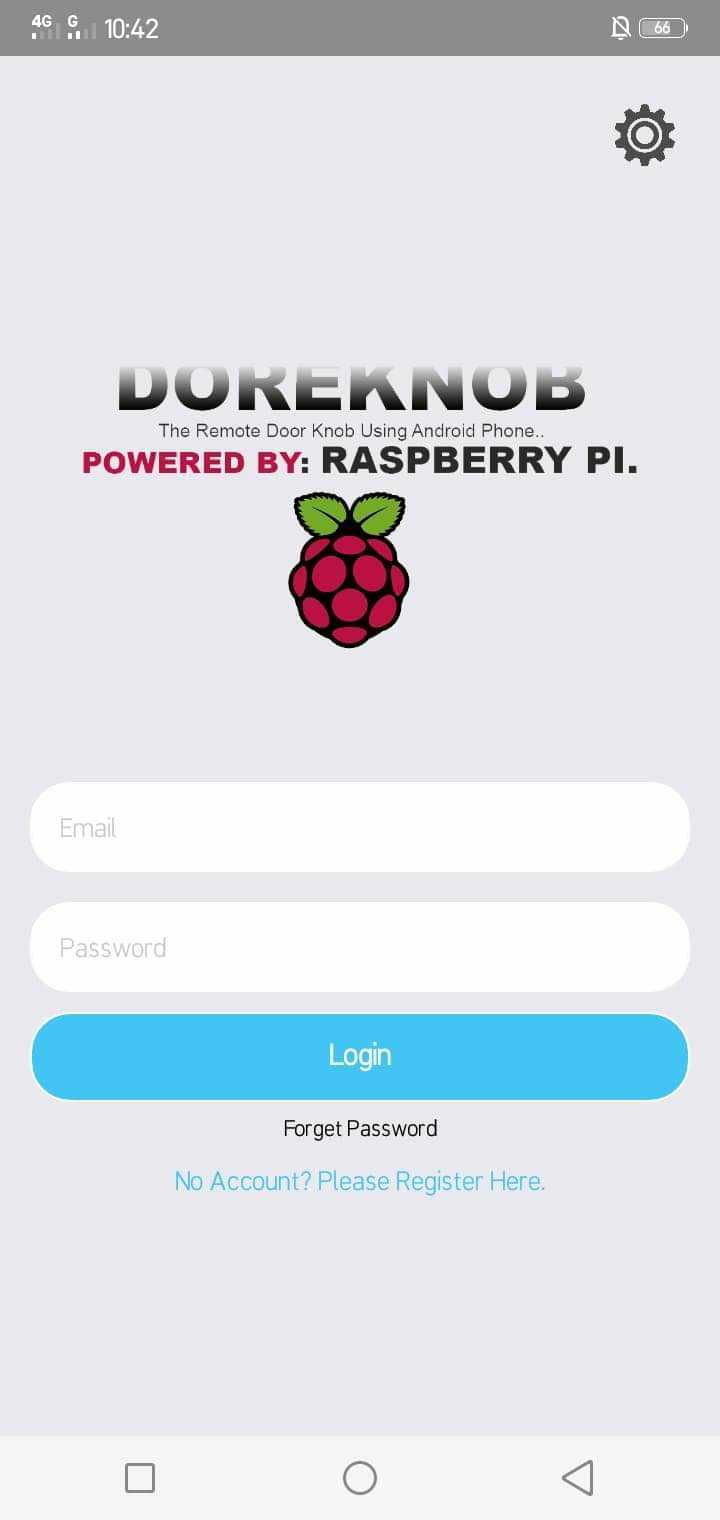 4G G 10:42 66
DOREKNOB
The Remote Door Knob Using Android Phone..
POWERED BY: RASPBERRY PI.
Email
Password
Login
Forget Password
No Account? Please Register Here.